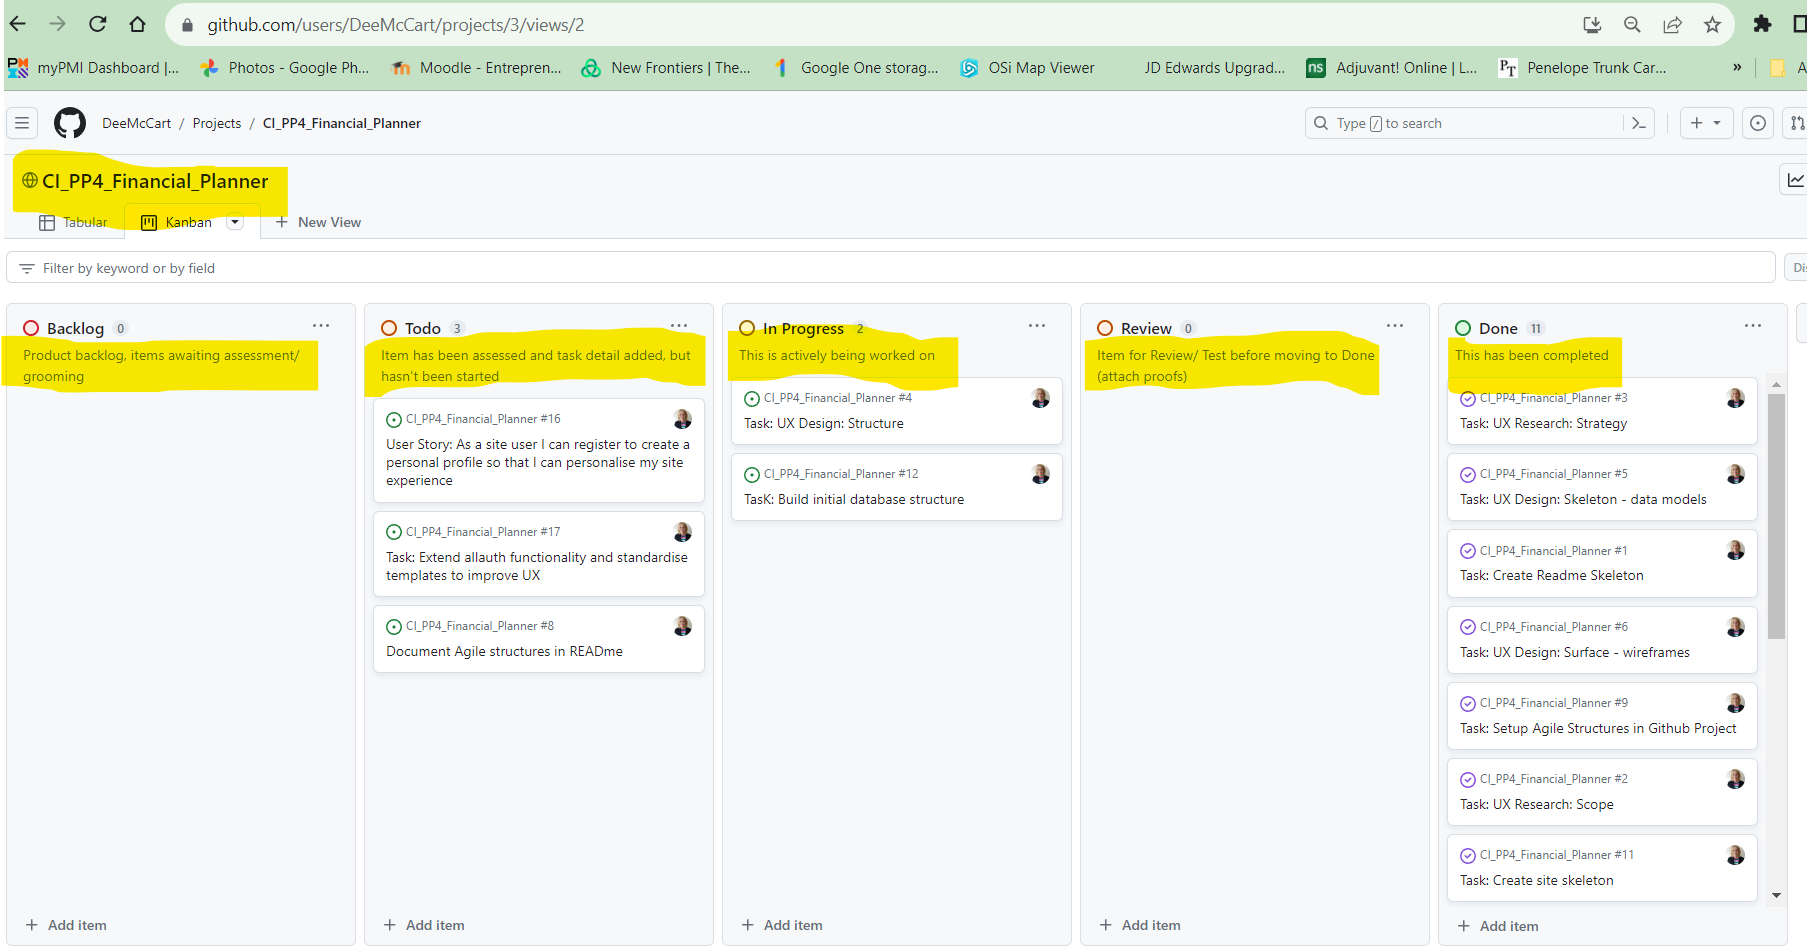 github.com/users/DeeMcCart/projects/3/views/2
myPMI Dashboard |... Photos - Google Ph... Moodle - Entrepren... New Frontiers | The... Google One storag... OSi Map Viewer JD Edwards Upgrad... ns Adjuvant! Online | L... PT Penelope Trunk Car... » A
DeeMcCart / Projects / CI_PP4_Financial_Planner
Type / to search
CI_PP4_Financial_Planner
Tabular Kanban + New View
Filter by keyword or by field
Dis
Backlog 0 ...
Product backlog, items awaiting assessment/
grooming
+ Add item
Todo 3 ...
Item has been assessed and task detail added, but
hasn't been started
CI_PP4_Financial_Planner #16
User Story: As a site user I can register to create a
personal profile so that I can personalise my site
experience
CI_PP4_Financial_Planner #17
Task: Extend allauth functionality and standardise
templates to improve UX
CI_PP4_Financial_Planner #8
Document Agile structures in READme
+ Add item
In Progress 2 ...
This is actively being worked on
CI_PP4_Financial_Planner #4
Task: UX Design: Structure
CI_PP4_Financial_Planner #12
TasK: Build initial database structure
+ Add item
Review 0 ...
Item for Review/ Test before moving to Done
(attach proofs)
+ Add item
Done 11 ...
This has been completed
CI_PP4_Financial_Planner #3
Task: UX Research: Strategy
CI_PP4_Financial_Planner #5
Task: UX Design: Skeleton - data models
CI_PP4_Financial_Planner #1
Task: Create Readme Skeleton
CI_PP4_Financial_Planner #6
Task: UX Design: Surface - wireframes
CI_PP4_Financial_Planner #9
Task: Setup Agile Structures in Github Project
CI_PP4_Financial_Planner #2
Task: UX Research: Scope
CI_PP4_Financial_Planner #11
Task: Create site skeleton
+ Add item